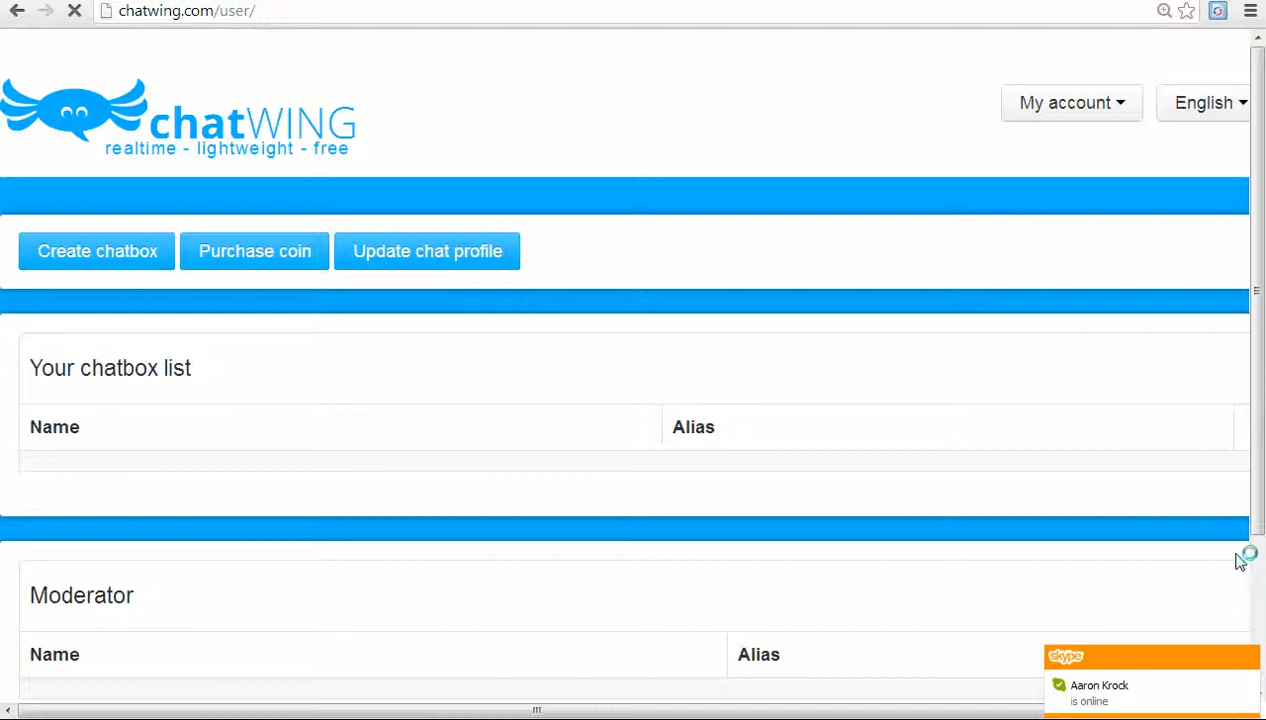 chatwing.com/user/
chatWING
realtime - lightweight - free
My account
English
Create chatbox
Purchase coin
Update chat profile
Your chatbox list
Name
Alias
Moderator
Name
Alias
skype
Aaron Krock
is online